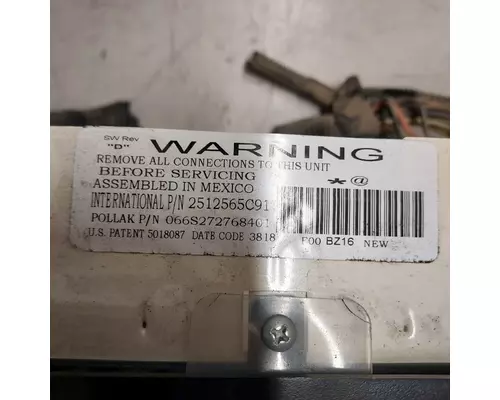 SW Rev
"D"
WARNING
REMOVE ALL CONNECTIONS TO THIS UNIT
BEFORE SERVICING
ASSEMBLED IN MEXICO
*@
INTERNATIONAL P/N 2512565C91
POLLAK P/N 066S272768401
U.S. PATENT 5018087 DATE CODE 3818
F00 BZ16 NEW